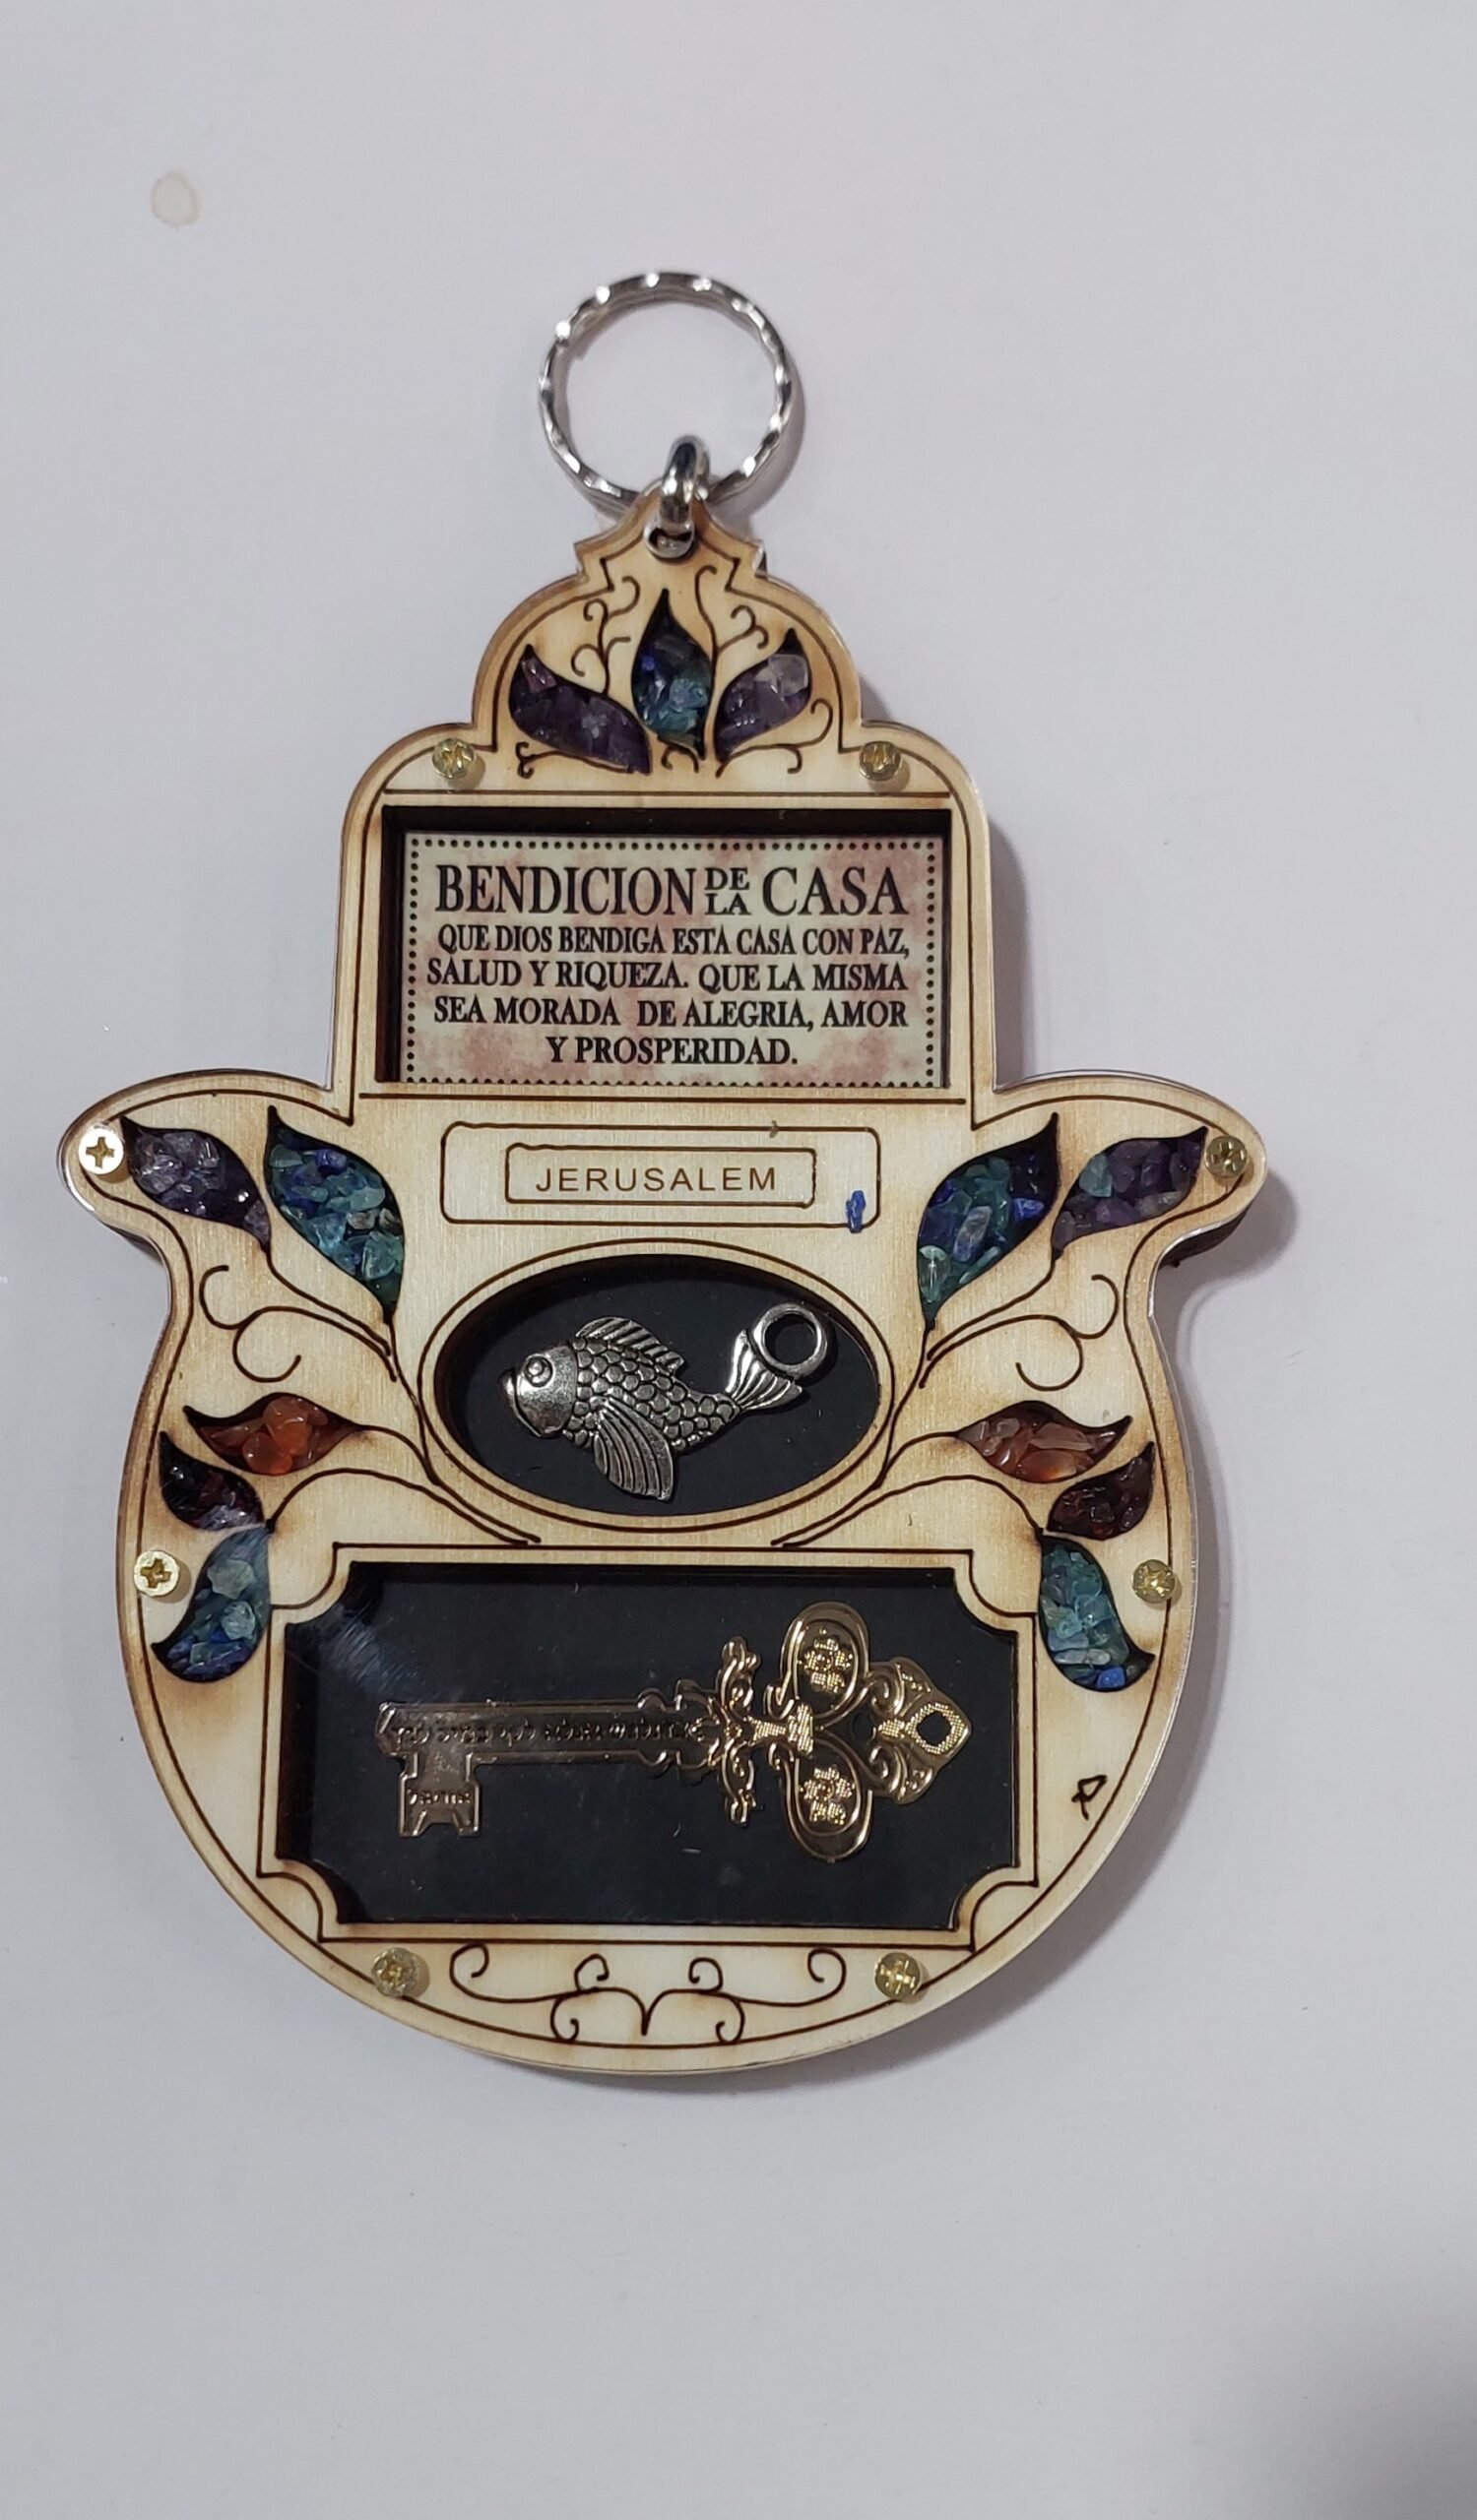 BENDICION DE LA CASA
QUE DIOS BENDIGA ESTA CASA CON PAZ,
SALUD Y RIQUEZA. QUE LA MISMA
SEA MORADA DE ALEGRIA, AMOR
Y PROSPERIDAD.
JERUSALEM